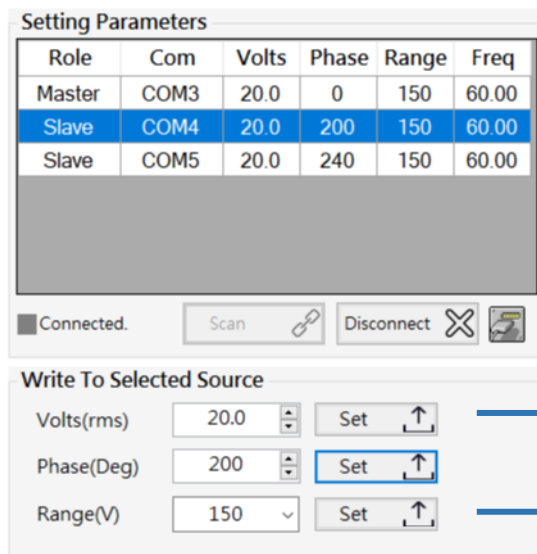 Setting Parameters
Role Com Volts Phase Range Freq
Master COM3 20.0 0 150 60.00
Slave COM4 20.0 200 150 60.00
Slave COM5 20.0 240 150 60.00
Connected. Scan Disconnect
Write To Selected Source
Volts(rms) 20.0 Set
Phase(Deg) 200 Set
Range(V) 150 Set